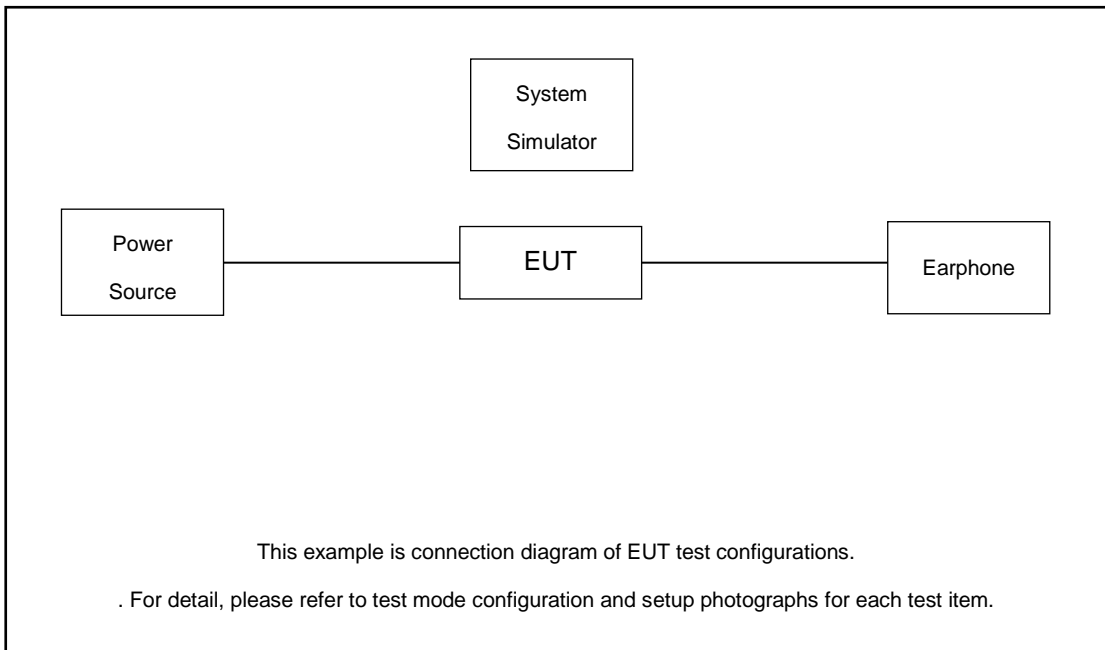 System
Simulator
Power
Source
EUT
Earphone
This example is connection diagram of EUT test configurations.
. For detail, please refer to test mode configuration and setup photographs for each test item.